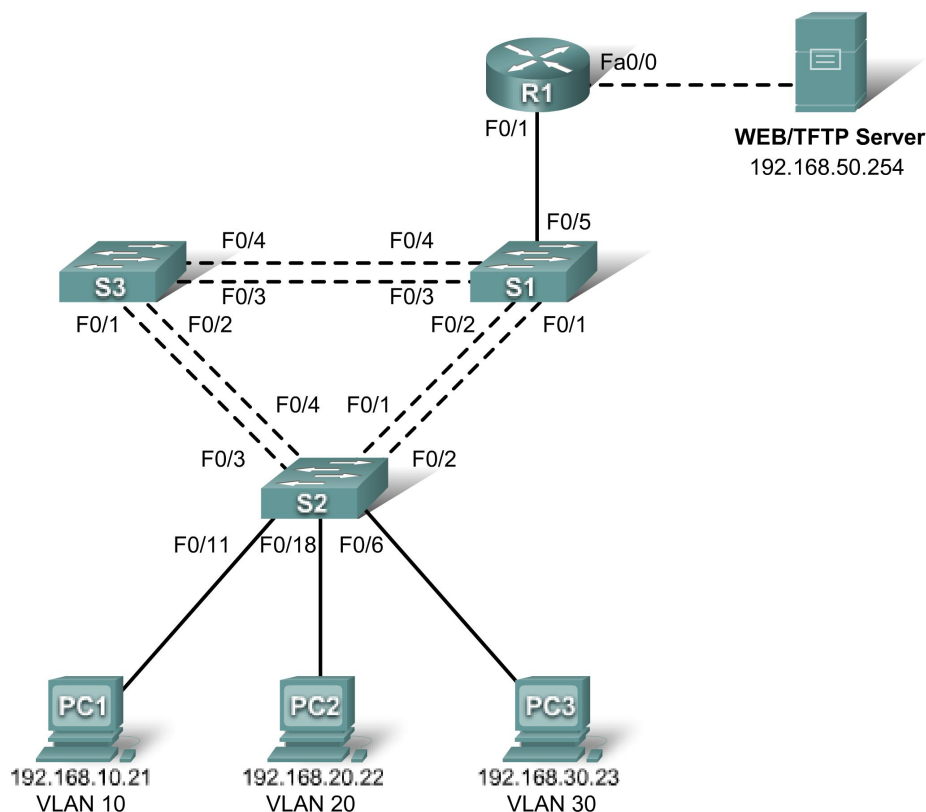 Fa0/0
R1
F0/1
WEB/TFTP Server
192.168.50.254
F0/5
F0/4
F0/4
S3
S1
F0/3
F0/3
F0/1
F0/2
F0/2
F0/1
F0/4
F0/1
F0/3
F0/2
S2
F0/11
F0/18
F0/6
PC1
PC2
PC3
192.168.10.21
192.168.20.22
192.168.30.23
VLAN 10
VLAN 20
VLAN 30